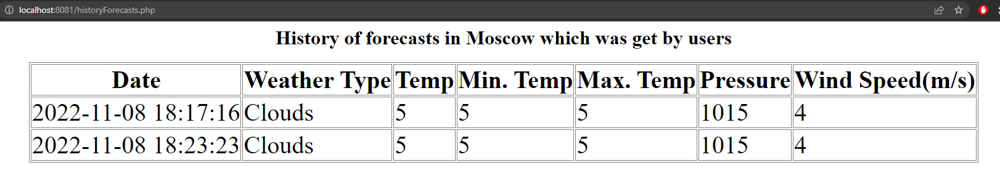 localhost:8081/historyForecasts.php
History of forecasts in Moscow which was get by users
Date Weather Type Temp Min. Temp Max. Temp Pressure Wind Speed(m/s)
2022-11-08 18:17:16 Clouds 5 5 5 1015 4
2022-11-08 18:23:23 Clouds 5 5 5 1015 4